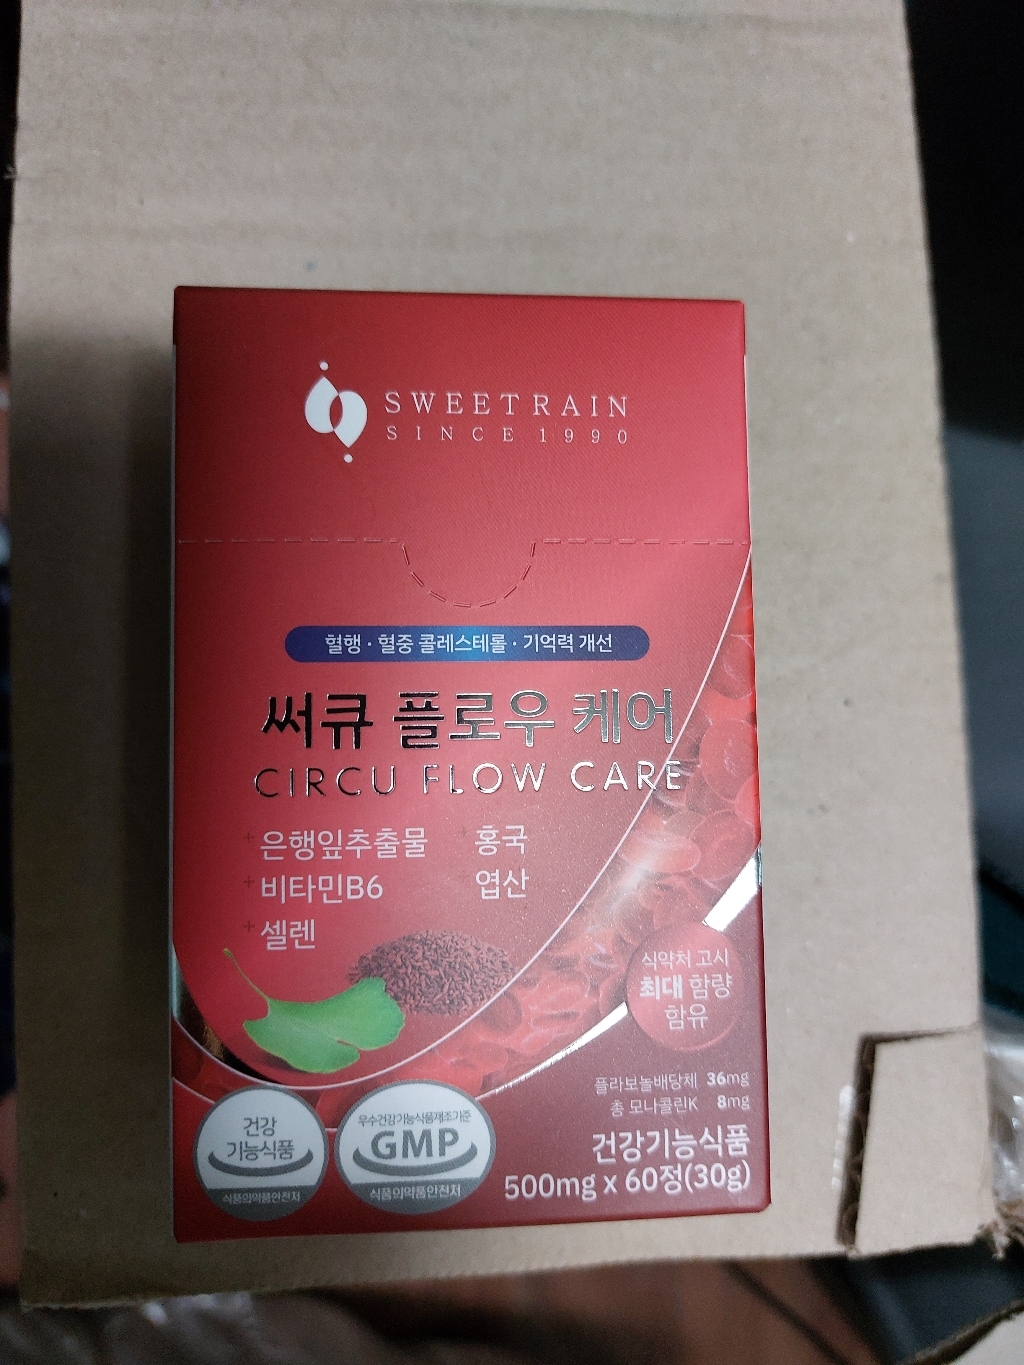 SWEETRAIN
SINCE 1990
혈행 · 혈중 콜레스테롤 · 기억력 개선
써큐 플로우 케어
CIRCU FLOW CARE
+은행잎추출물 +홍국
+비타민B6 +엽산
+셀렌
식약처 고시
최대 함량
함유
플라보놀배당체 36mg
총 모나콜린K 8mg
건강기능식품
500mg x 60정(30g)
건강
기능식품
식품의약품안전처
우수건강기능식품제조기준
GMP
식품의약품안전처